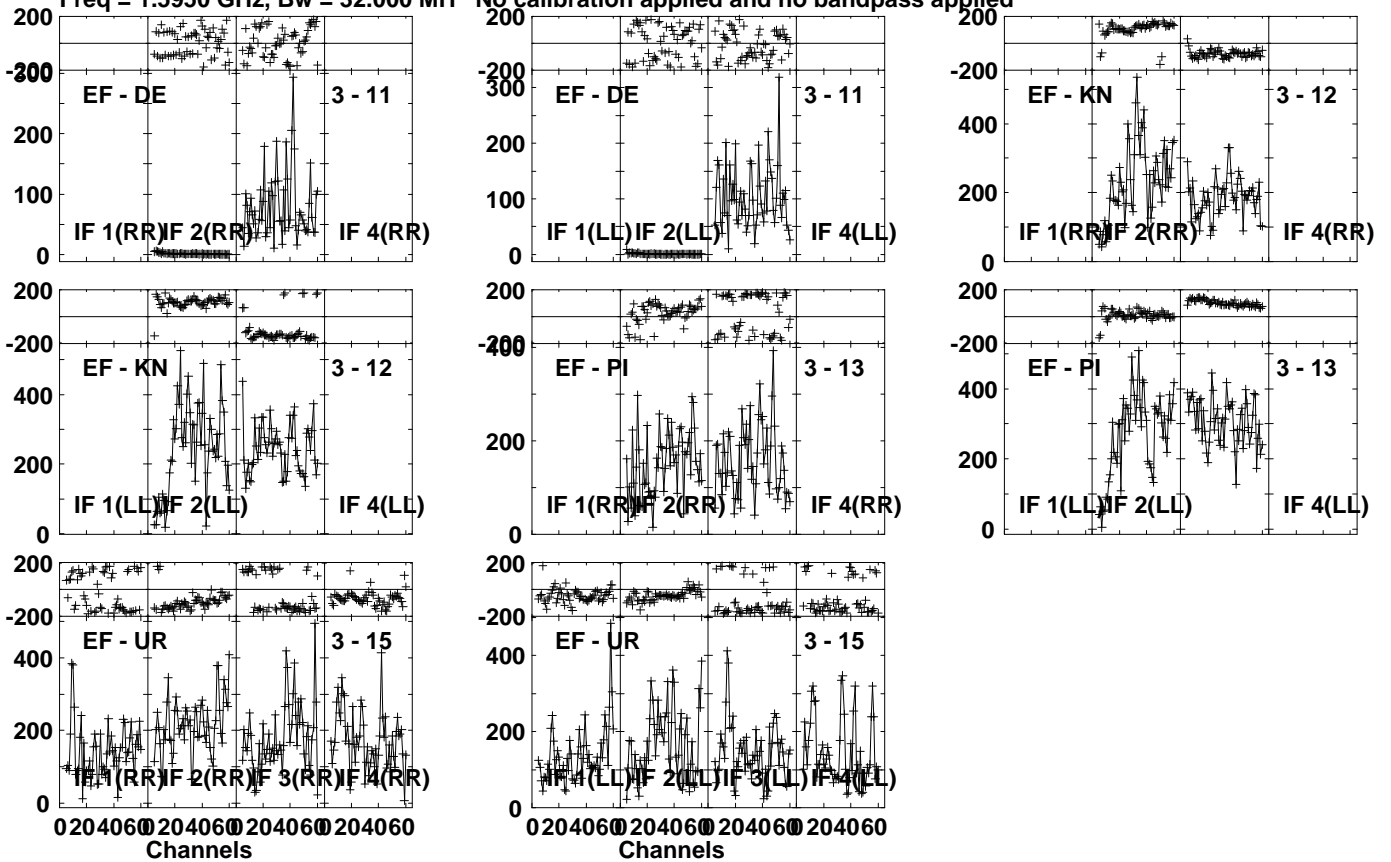 Freq = 1.5950 GHz, Bw = 32.000 MH No calibration applied and no bandpass applied
200 200 200
-200 -200 -200
300 EF - DE 3 - 11 300 EF - DE 3 - 11 EF - KN 3 - 12
200 200 400
100 100 200
IF 1(RR) IF 2(RR) IF 4(RR) IF 1(LL) IF 2(LL) IF 4(LL) IF 1(RR) IF 2(RR) IF 4(RR)
0 0 0
200 200 200
-200 -200 -200
EF - KN 3 - 12 400 EF - PI 3 - 13 EF - PI 3 - 13
400 400
200 200 200
IF 1(LL) IF 2(LL) IF 4(LL) IF 1(RR) IF 2(RR) IF 4(RR) IF 1(LL) IF 2(LL) IF 4(LL)
0 0 0
200 200
-200 -200
EF - UR 3 - 15 EF - UR 3 - 15
400 400
200 200
IF 1(RR) IF 2(RR) IF 3(RR) IF 4(RR) IF 1(LL) IF 2(LL) IF 3(LL) IF 4(LL)
0 0
0 20 40 60 0 20 40 60 0 20 40 60 0 20 40 60 0 20 40 60 0 20 40 60 0 20 40 60 0 20 40 60
Channels Channels